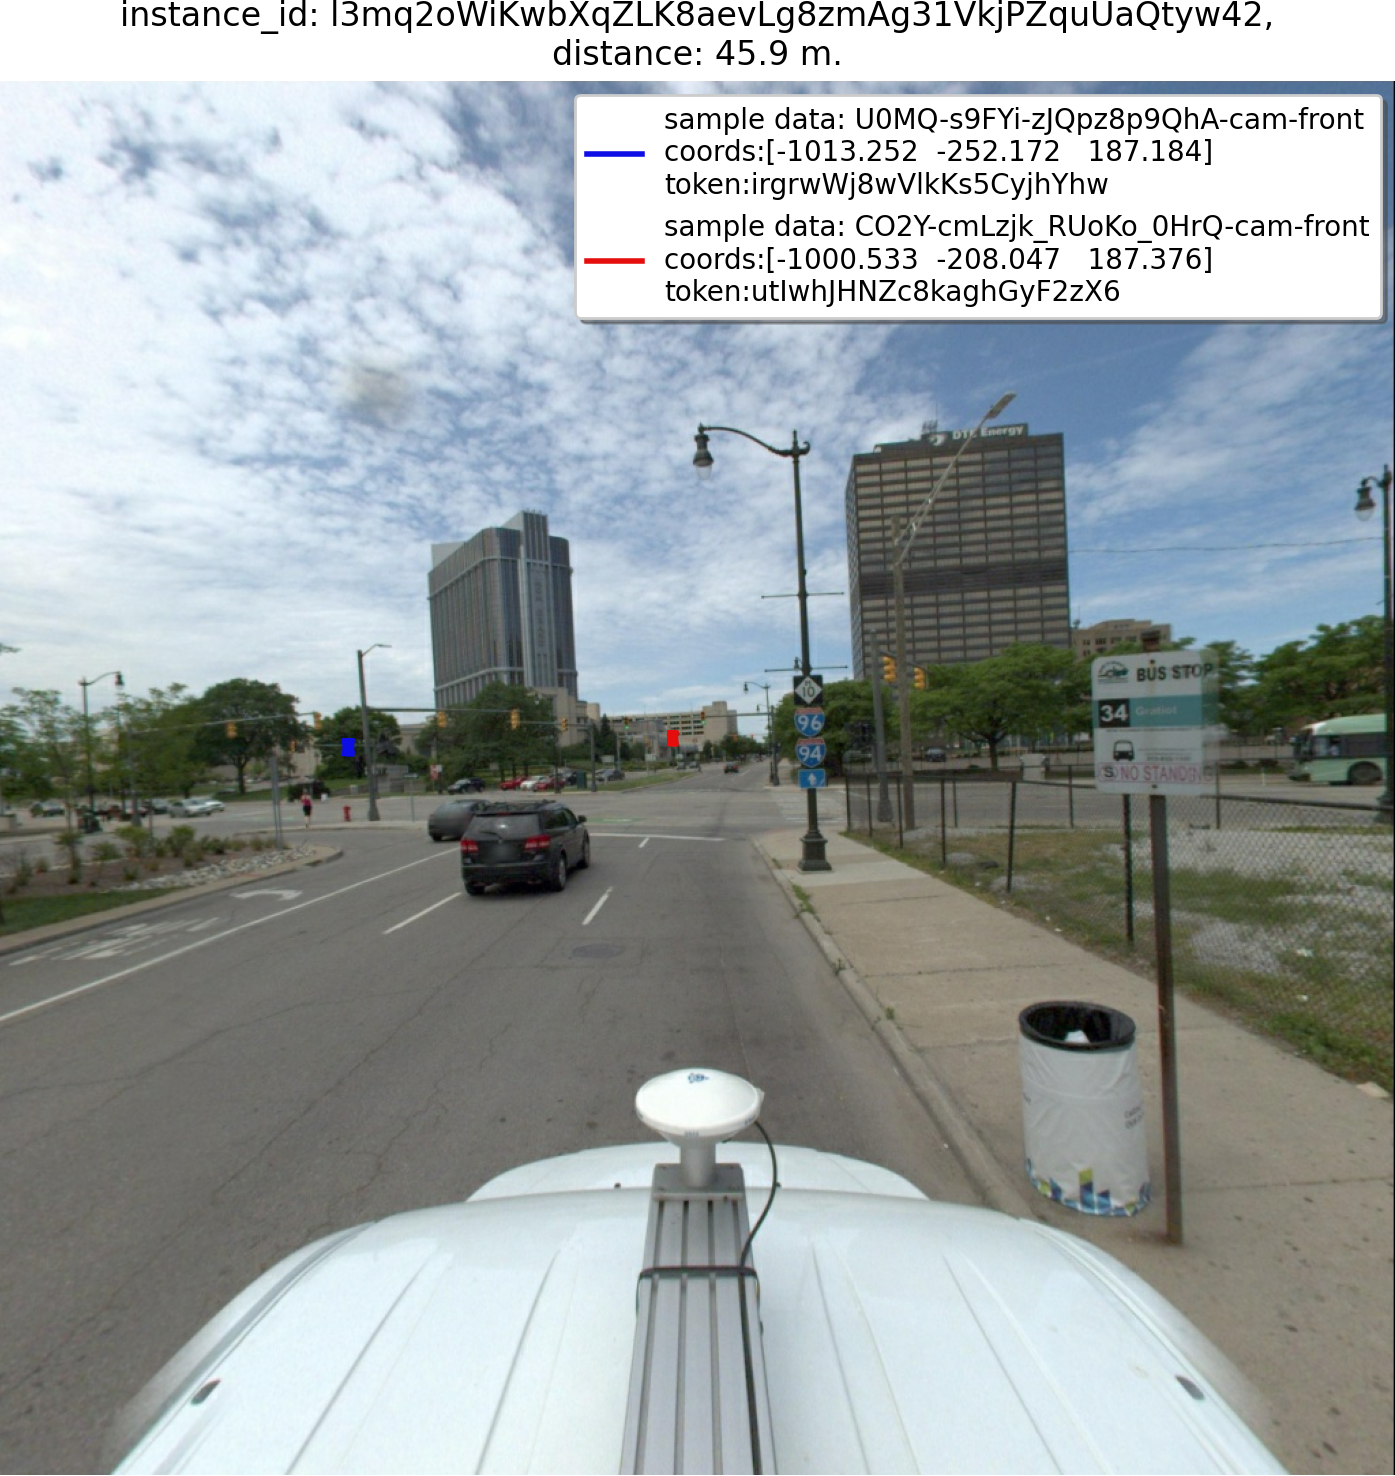 instance_id: l3mq2oWiKwbXqZLK8aevLg8zmAg31VkjPZquUaQtyw42,
distance: 45.9 m.
sample data: U0MQ-s9FYi-zJQpz8p9QhA-cam-front
coords:[-1013.252 -252.172 187.184]
token:irgrwWj8wVlkKs5CyjhYhw
sample data: CO2Y-cmLzjk_RUoKo_0HrQ-cam-front
coords:[-1000.533 -208.047 187.376]
token:utIwhJHNZc8kaghGyF2zX6
DTE Energy
BUS STOP
34 Gratiot
NO STANDING
M
10
96
94